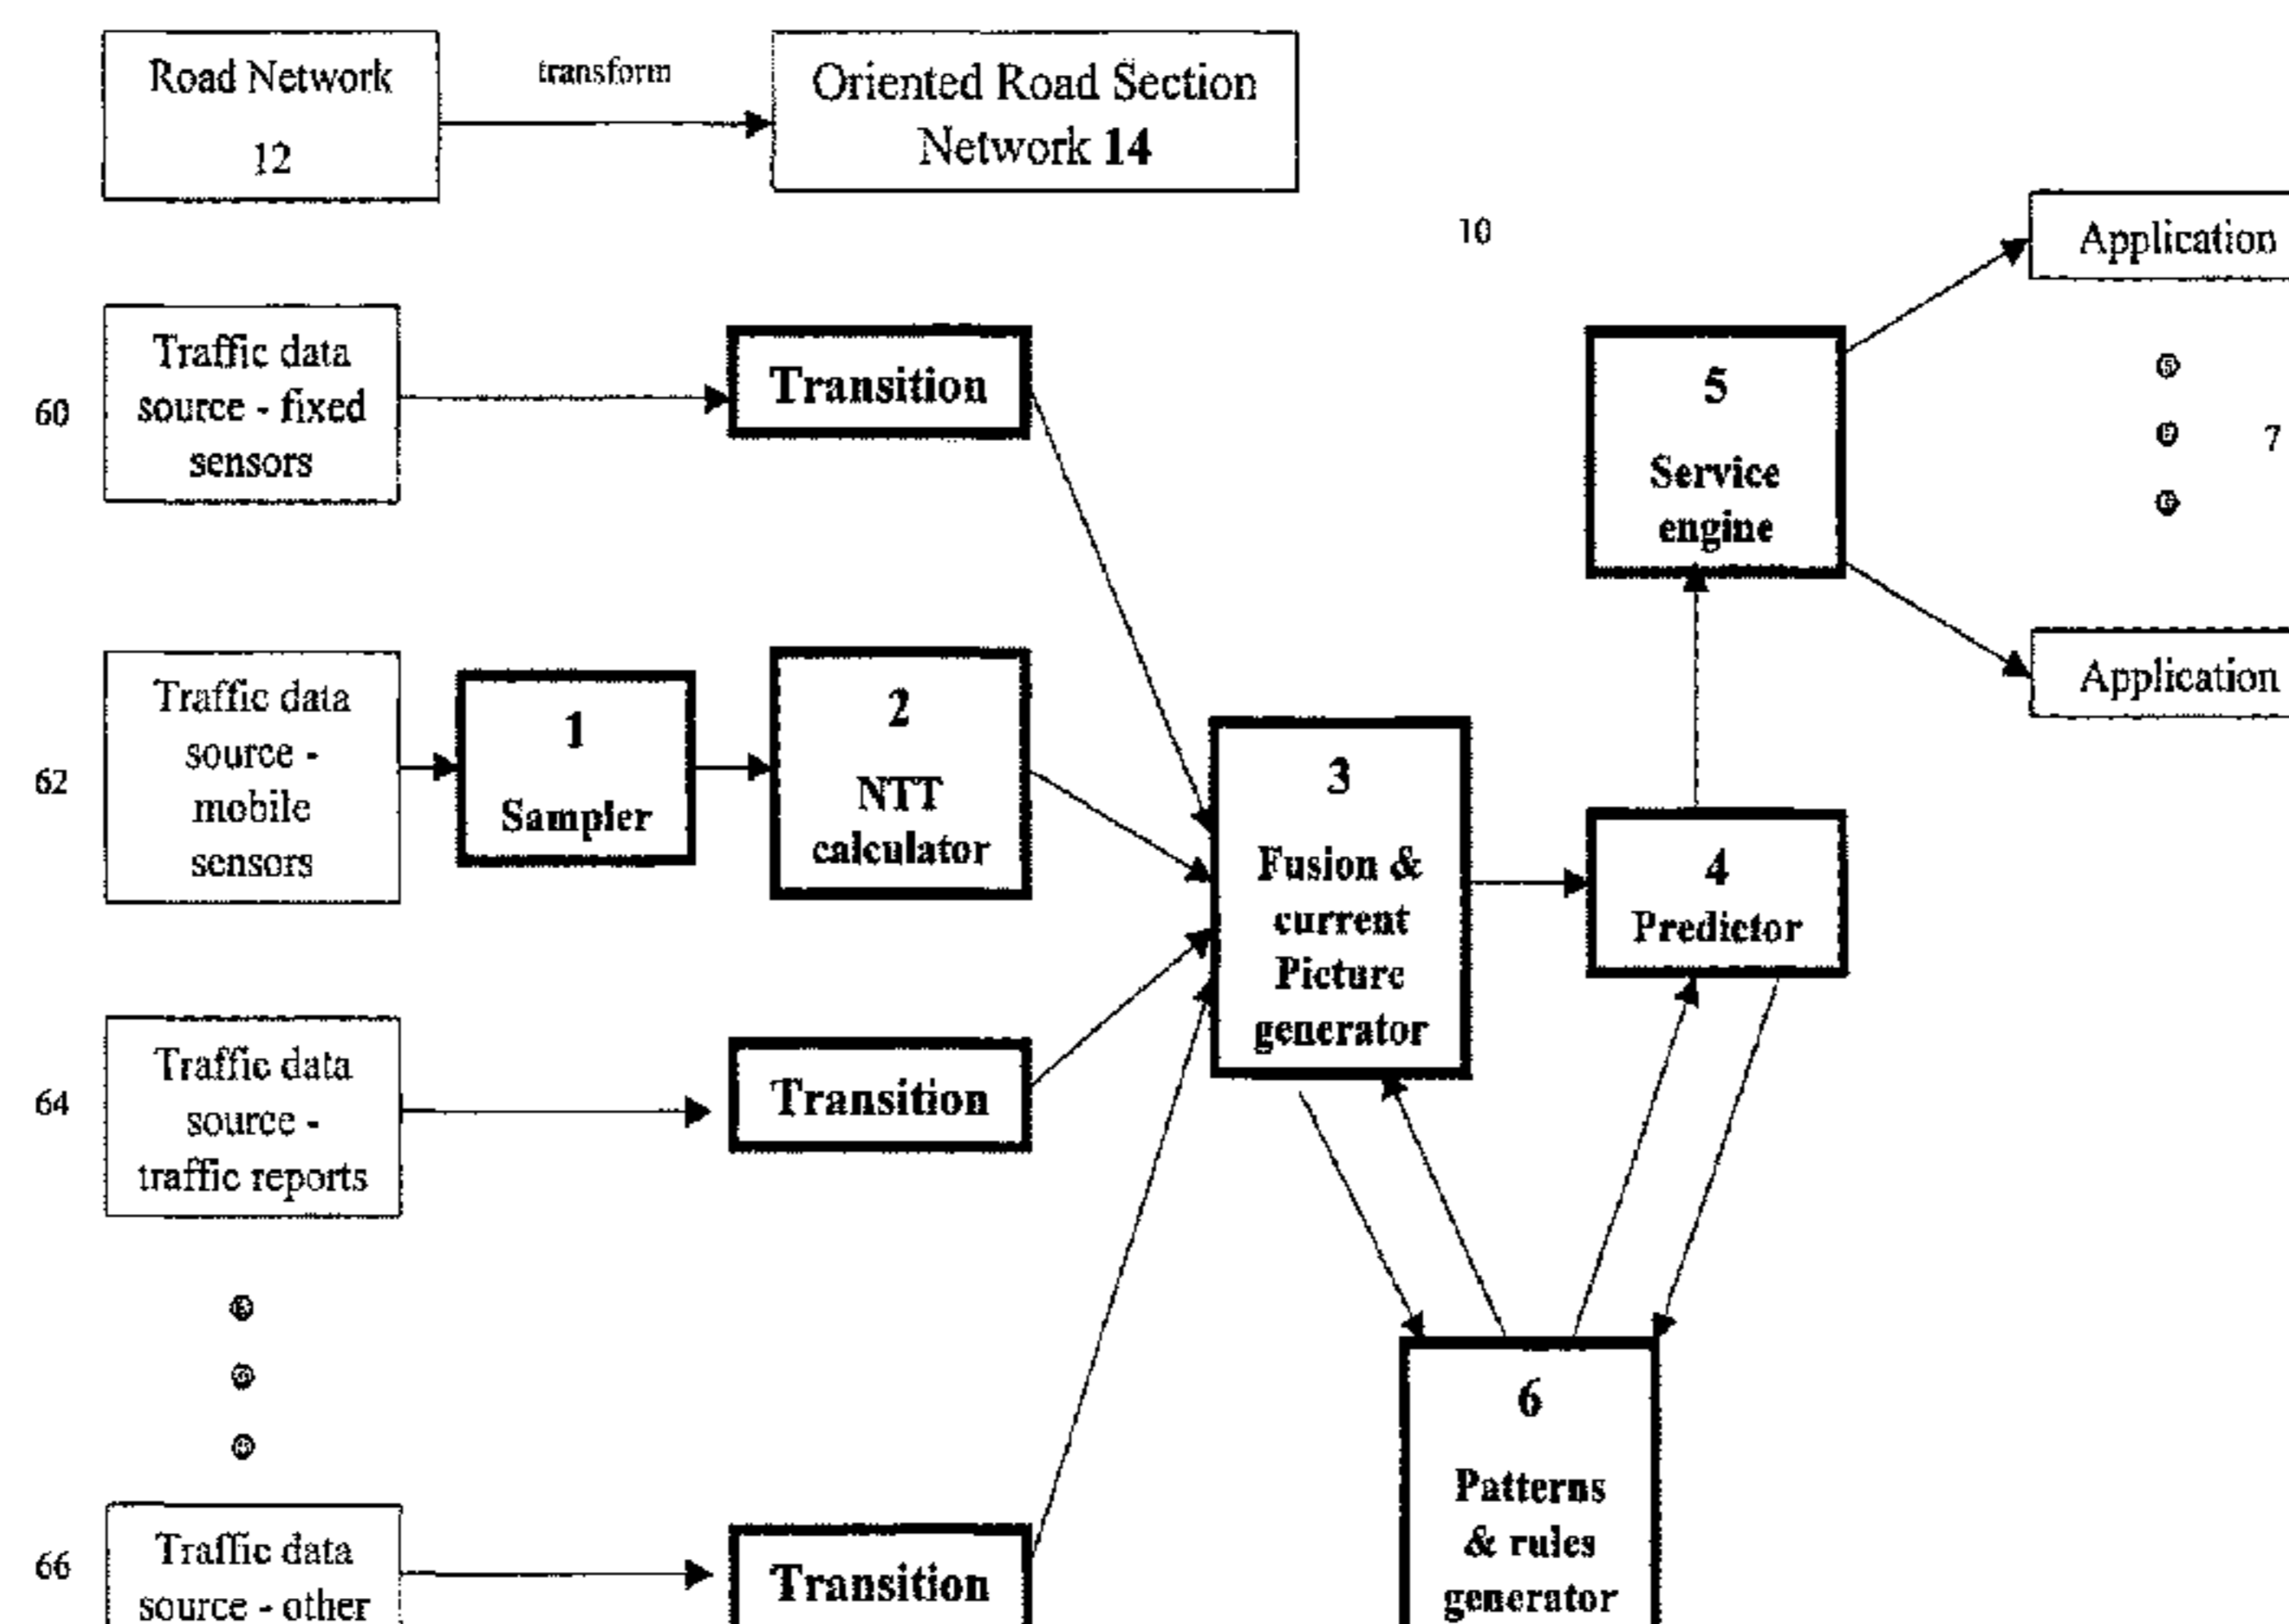 Road Network
12
transform
Oriented Road Section
Network 14
10
Application
60
Traffic data
source - fixed
sensors
Transition
5
Service
engine
7
Application
62
Traffic data
source -
mobile
sensors
1
Sampler
2
NTT
calculator
3
Fusion &
current
Picture
generator
4
Predictor
64
Traffic data
source -
traffic reports
Transition
6
Patterns
& rules
generator
66
Traffic data
source - other
Transition